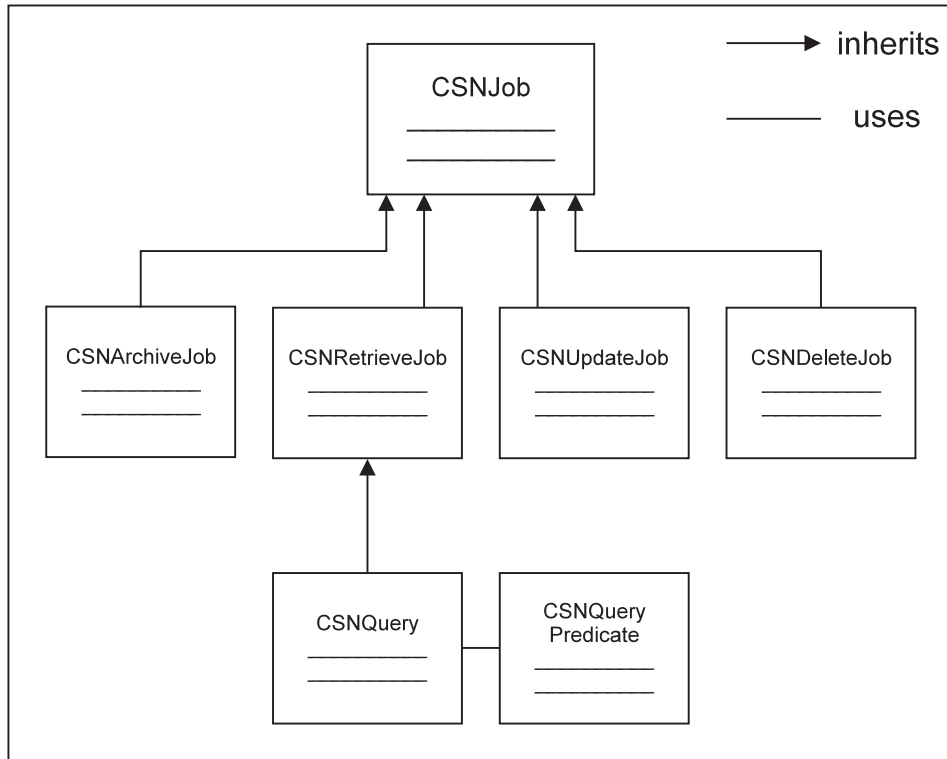 CSNJob
inherits
uses
CSNArchiveJob
CSNRetrieveJob
CSNUpdateJob
CSNDeleteJob
CSNQuery
CSNQuery
Predicate